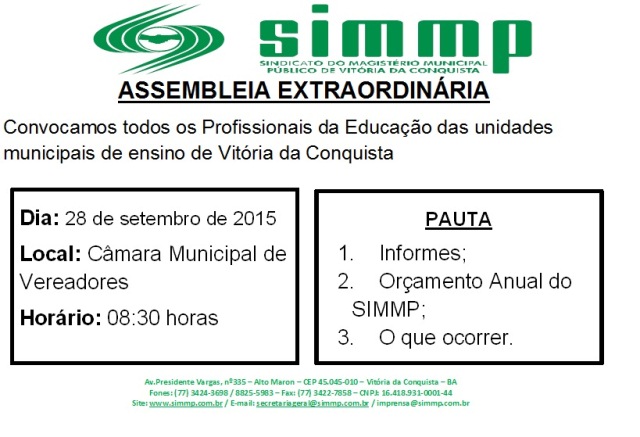 simmp
SINDICATO DO MAGISTÉRIO MUNICIPAL
PÚBLICO DE VITÓRIA DA CONQUISTA
ASSEMBLEIA EXTRAORDINÁRIA
Convocamos todos os Profissionais da Educação das unidades
municipais de ensino de Vitória da Conquista
Dia: 28 de setembro de 2015
Local: Câmara Municipal de
Vereadores
Horário: 08:30 horas
PAUTA
1. Informes;
2. Orçamento Anual do
SIMMP;
3. O que ocorrer.
Av.Presidente Vargas, nº335 – Alto Maron – CEP 45.045-010 – Vitória da Conquista – BA
Fones: (77) 3424-3698 / 8825-5983 – Fax: (77) 3422-7858 – CNPJ: 16.418.931-0001-44
Site: www.simmp.com.br / E-mail: secretariageral@simmp.com.br / imprensa@simmp.com.br